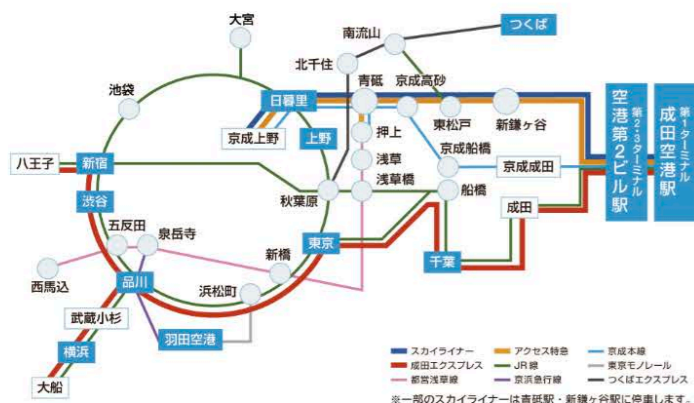 大宮
南流山
つくば
北千住
池袋
日暮里
青砥
京成高砂
京成上野
上野
押上
東松戸
新鎌ヶ谷
第2・3ターミナル
空港第2ビル駅
第1ターミナル
成田空港駅
八王子
新宿
浅草
京成船橋
京成成田
渋谷
秋葉原
浅草橋
船橋
成田
五反田
泉岳寺
東京
新橋
千葉
西馬込
品川
浜松町
武蔵小杉
羽田空港
横浜
大船
スカイライナー
アクセス特急
京成本線
成田エクスプレス
JR線
東京モノレール
都営浅草線
京浜急行線
つくばエクスプレス
※一部のスカイライナーは青砥駅・新鎌ヶ谷駅に停車します。